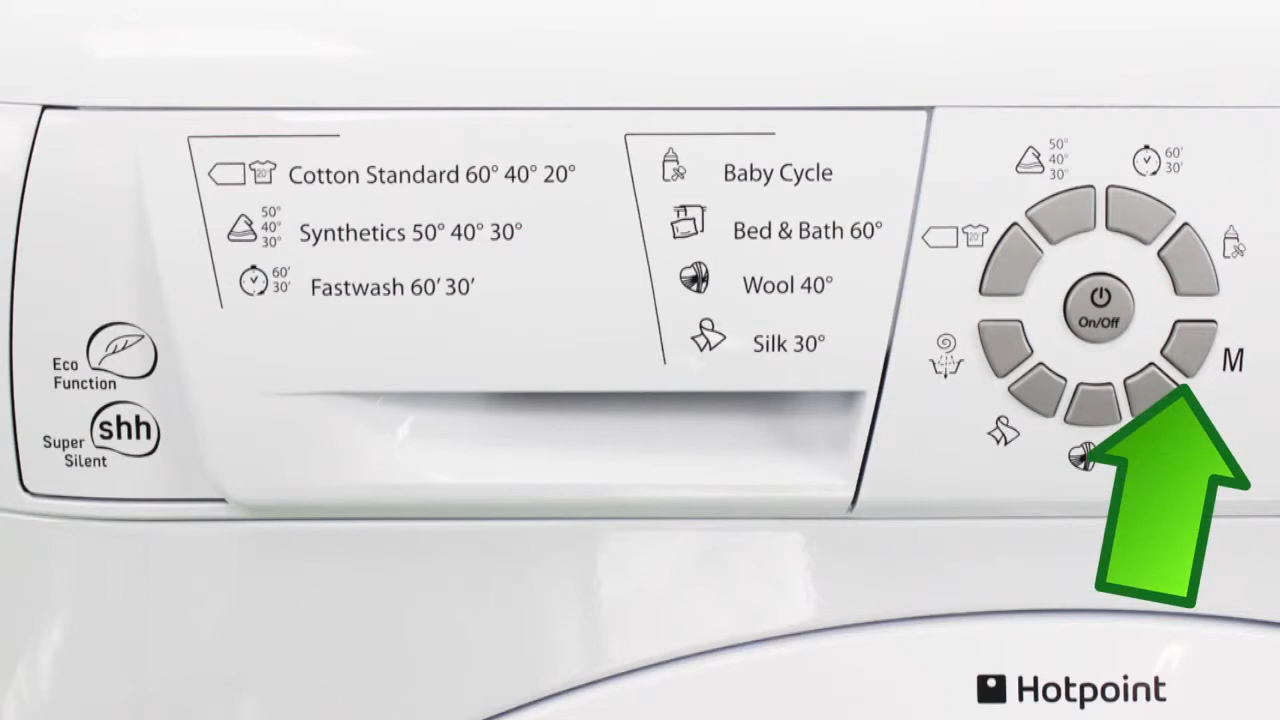 20° Cotton Standard 60° 40° 20°
50°
40°
30°
Synthetics 50° 40° 30°
60′
30′
Fastwash 60′ 30′
Baby Cycle
Bed & Bath 60°
Wool 40°
Silk 30°
Eco
Function
shh
Super
Silent
50°
40°
30°
60′
30′
20°
On/Off
M
Hotpoint